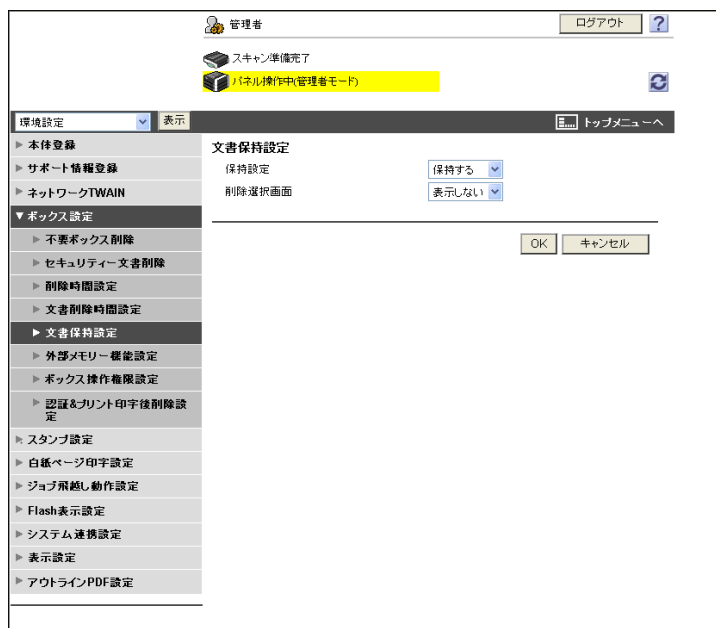 管理者
ログアウト
?
スキャン準備完了
パネル操作中(管理者モード)
環境設定
表示
トップメニューへ
本体登録
サポート情報登録
ネットワークTWAIN
ボックス設定
不要ボックス削除
セキュリティー文書削除
削除時間設定
文書削除時間設定
文書保持設定
外部メモリー機能設定
ボックス操作権限設定
認証&プリント印字後削除設
定
スタンプ設定
白紙ページ印字設定
ジョブ飛越し動作設定
Flash表示設定
システム連携設定
表示設定
アウトラインPDF設定
文書保持設定
保持設定
保持する
削除選択画面
表示しない
OK
キャンセル